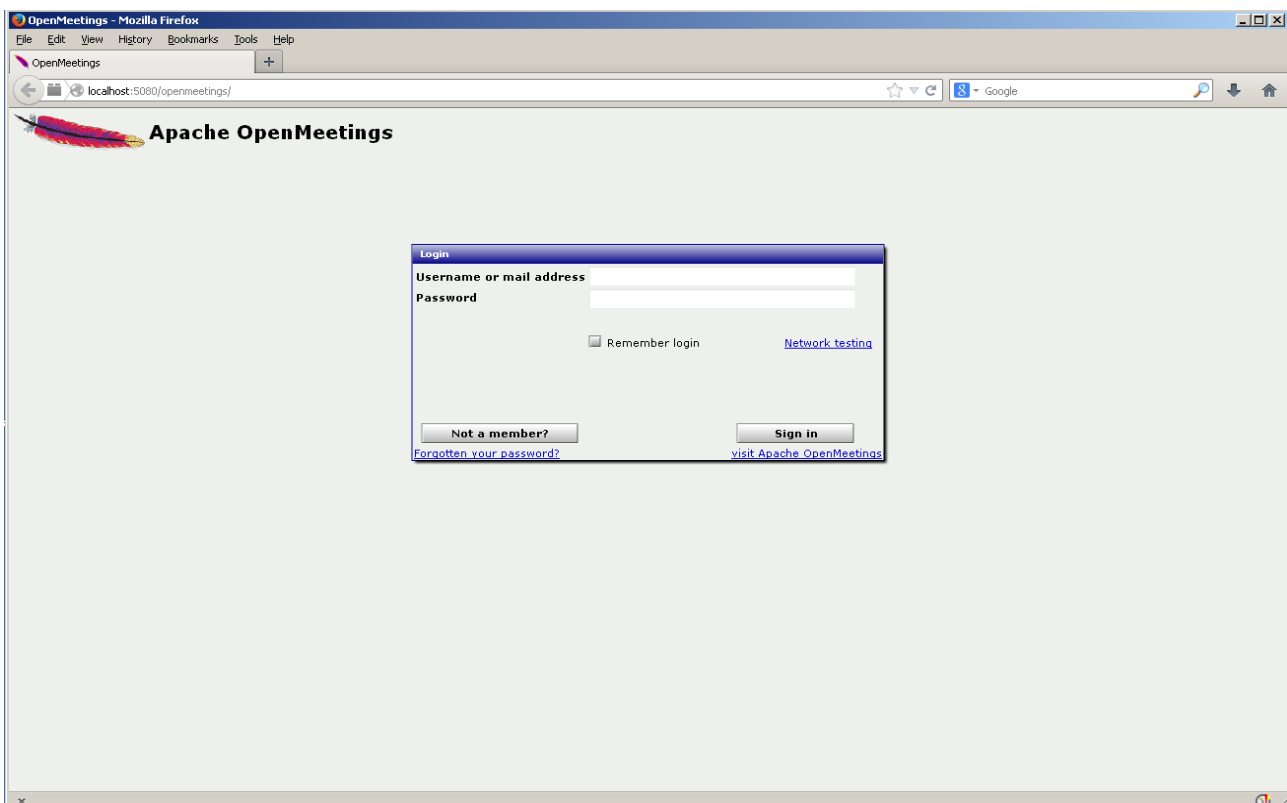 OpenMeetings - Mozilla Firefox
File Edit View History Bookmarks Tools Help
OpenMeetings +
localhost:5080/openmeetings/ 8 Google
Apache OpenMeetings
Login
Username or mail address
Password
Remember login Network testing
Not a member? Sign in
Forgotten your password? visit Apache OpenMeetings
x